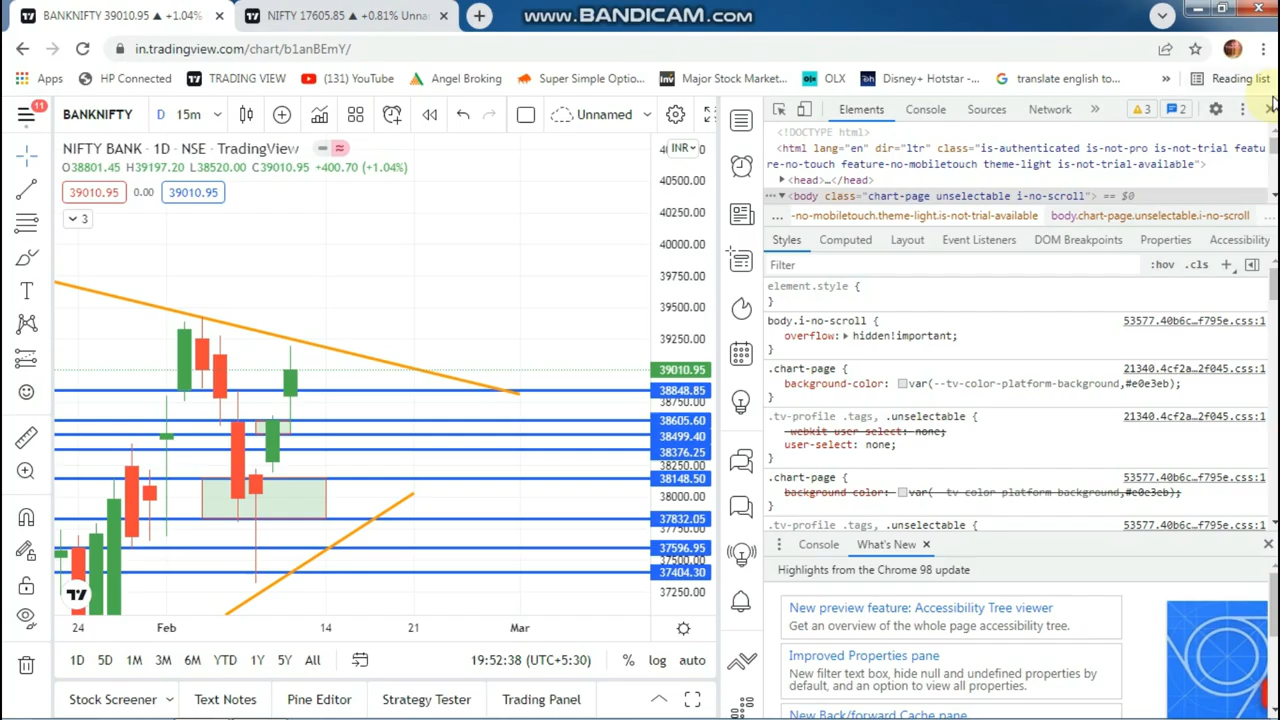 BANKNIFTY 39010.95 ▲ +1.04%
NIFTY 17605.85 ▲ +0.81% Unna
www.BANDICAM.com
in.tradingview.com/chart/b1anBEmY/
Apps HP Connected TRADING VIEW (131) YouTube Angel Broking Super Simple Optio... Major Stock Market... OLX Disney+ Hotstar -... translate english to... » Reading list
11
BANKNIFTY D 15m Unnamed
NIFTY BANK · 1D · NSE · TradingView
O38801.45 H39197.20 L38520.00 C39010.95 +400.70 (+1.04%)
39010.95 0.00 39010.95
3
INR
40500.00
40250.00
40000.00
39750.00
39500.00
39250.00
39010.95
38848.85
38750.00
38605.60
38499.40
38376.25
38250.00
38148.50
38000.00
37832.05
37750.00
37596.95
37500.00
37404.30
37250.00
24 Feb 14 21 Mar
1D 5D 1M 3M 6M YTD 1Y 5Y All 19:52:38 (UTC+5:30) % log auto
Stock Screener Text Notes Pine Editor Strategy Tester Trading Panel
Elements Console Sources Network » 3 2
<!DOCTYPE html>
<html lang="en" dir="ltr" class="is-authenticated is-not-pro is-not-trial featu
re-no-touch feature-no-mobiletouch theme-light is-not-trial-available">
<head>…</head>
<body class="chart-page unselectable i-no-scroll"> == $0
... -no-mobiletouch.theme-light.is-not-trial-available body.chart-page.unselectable.i-no-scroll ...
Styles Computed Layout Event Listeners DOM Breakpoints Properties Accessibility
Filter :hov .cls +
element.style {
}
body.i-no-scroll { 53577.40b6c…f795e.css:1
overflow: hidden!important;
}
.chart-page { 21340.4cf2a…2f045.css:1
background-color: var(--tv-color-platform-background,#e0e3eb);
}
.tv-profile .tags, .unselectable { 21340.4cf2a…2f045.css:1
-webkit-user-select: none;
user-select: none;
}
.chart-page { 53577.40b6c…f795e.css:1
background-color: var(--tv-color-platform-background,#e0e3eb);
}
.tv-profile .tags, .unselectable { 53577.40b6c…f795e.css:1
Console What's New
Highlights from the Chrome 98 update
New preview feature: Accessibility Tree viewer
Get an overview of the whole page accessibility tree.
Improved Properties pane
New filter text box, hide null and undefined properties by
default, and an option to view all properties.
New Back/forward Cache pane